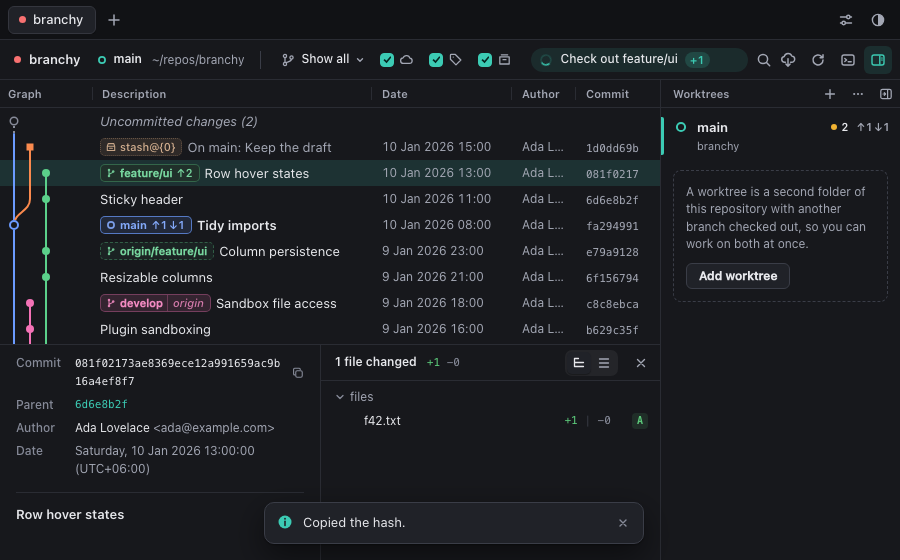 branchy
branchy main ~/repos/branchy Show all Check out feature/ui +1
Graph Description Date Author Commit Worktrees
Uncommitted changes (2)
stash@{0} On main: Keep the draft 10 Jan 2026 15:00 Ada L... 1d0dd69b
feature/ui ↑2 Row hover states 10 Jan 2026 13:00 Ada L... 081f0217
Sticky header 10 Jan 2026 11:00 Ada L... 6d6e8b2f
main ↑1↓1 Tidy imports 10 Jan 2026 08:00 Ada L... fa294991
origin/feature/ui Column persistence 9 Jan 2026 23:00 Ada L... e79a9128
Resizable columns 9 Jan 2026 21:00 Ada L... 6f156794
develop origin Sandbox file access 9 Jan 2026 18:00 Ada L... c8c8ebca
Plugin sandboxing 9 Jan 2026 16:00 Ada L... b629c35f
main 2 ↑1↓1
branchy
A worktree is a second folder of
this repository with another
branch checked out, so you can
work on both at once.
Add worktree
Commit 081f02173ae8369ece12a991659ac9b
16a4ef8f7
Parent 6d6e8b2f
Author Ada Lovelace <ada@example.com>
Date Saturday, 10 Jan 2026 13:00:00
(UTC+06:00)
Row hover states
1 file changed +1 −0
files
f42.txt +1 −0 A
Copied the hash.